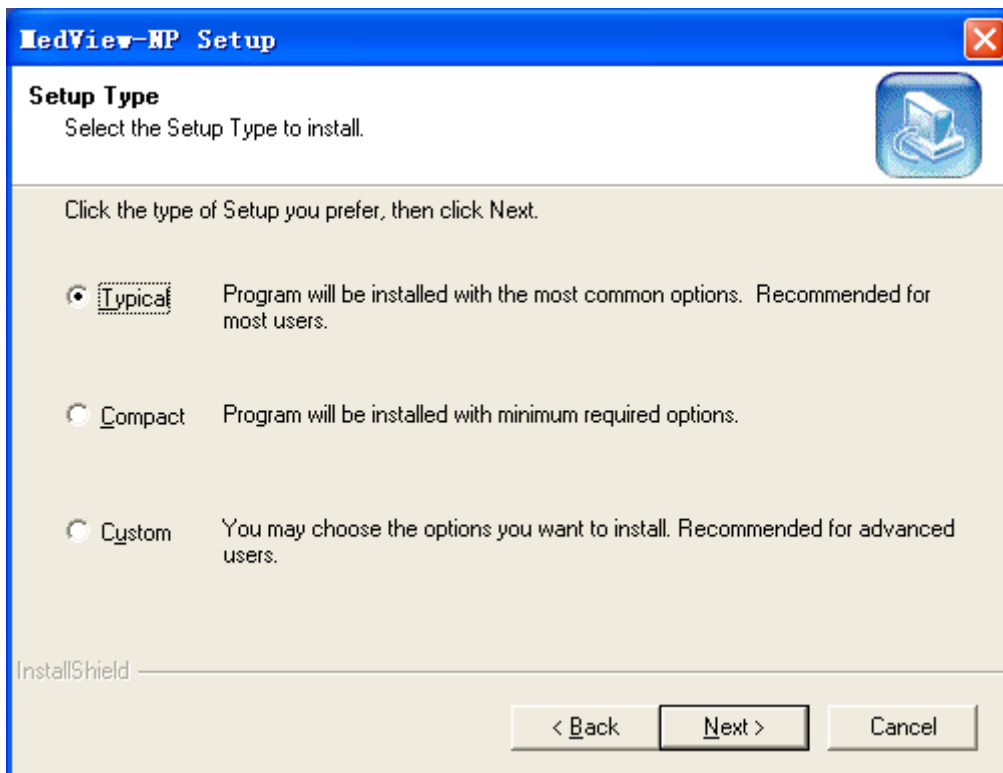 MedView-NP Setup
Setup Type
Select the Setup Type to install.
Click the type of Setup you prefer, then click Next.
Typical
Program will be installed with the most common options. Recommended for
most users.
Compact
Program will be installed with minimum required options.
Custom
You may choose the options you want to install. Recommended for advanced
users.
InstallShield
< Back
Next >
Cancel